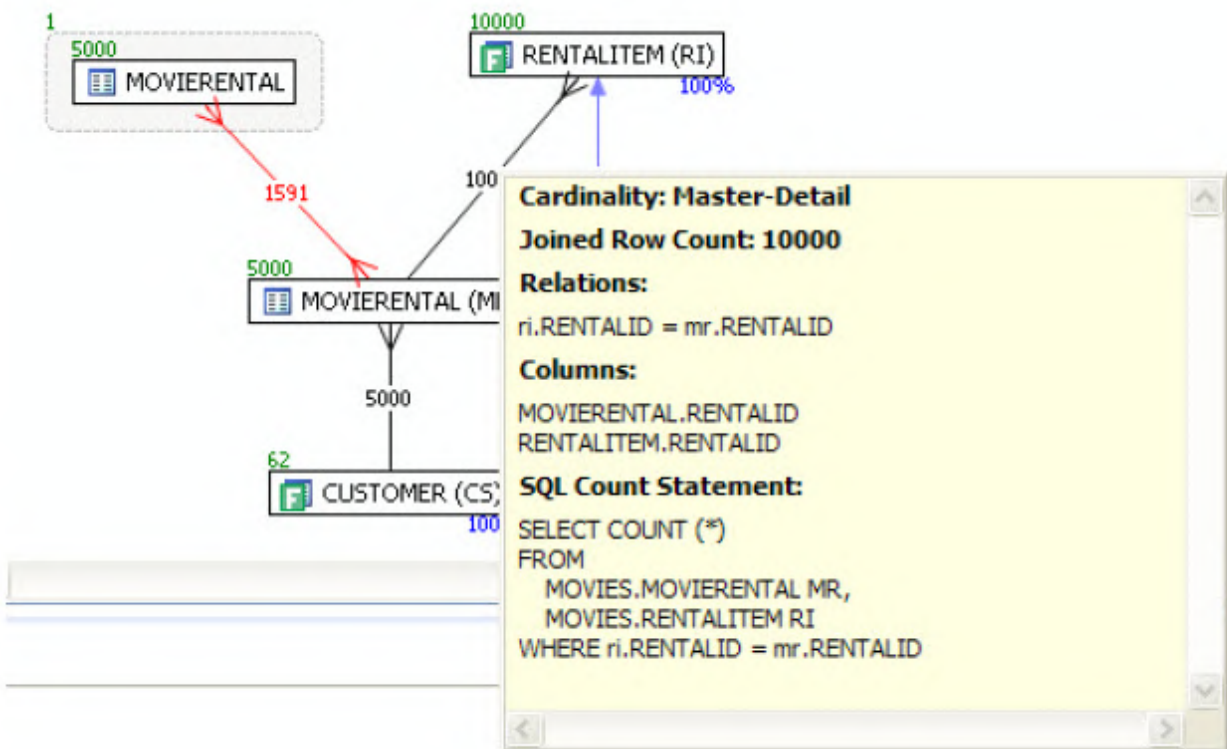 1
5000
MOVIERENTAL
10000
RENTALITEM (RI)
100%
1591
100
5000
MOVIERENTAL (M
5000
62
CUSTOMER (CS)
100
Cardinality: Master-Detail
Joined Row Count: 10000
Relations:
ri.RENTALID = mr.RENTALID
Columns:
MOVIERENTAL.RENTALID
RENTALITEM.RENTALID
SQL Count Statement:
SELECT COUNT (*)
FROM
MOVIES.MOVIERENTAL MR,
MOVIES.RENTALITEM RI
WHERE ri.RENTALID = mr.RENTALID